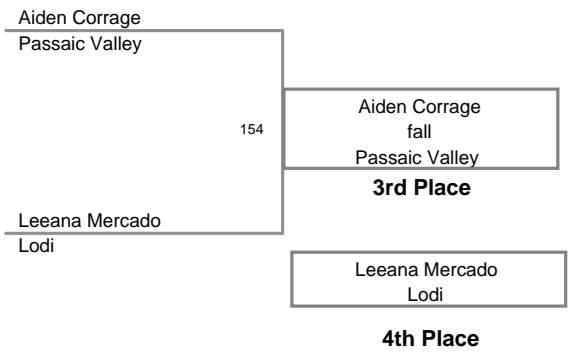 Aiden Corrage
Passaic Valley
154
Aiden Corrage
fall
Passaic Valley
3rd Place
Leeana Mercado
Lodi
Leeana Mercado
Lodi
4th Place